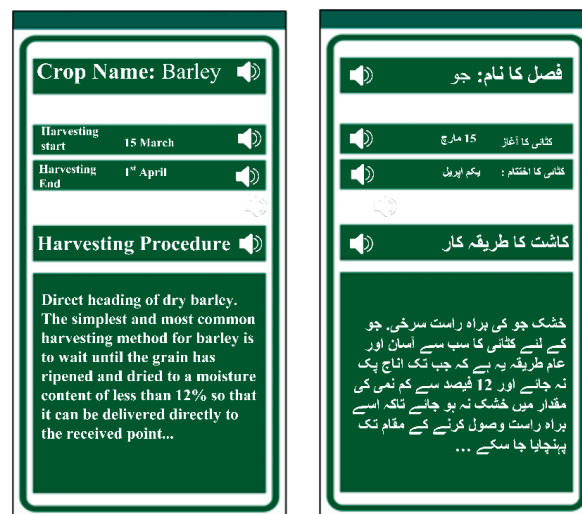 Crop Name: Barley
Harvesting start 15 March
Harvesting End 1st April
Harvesting Procedure
Direct heading of dry barley.
The simplest and most common
harvesting method for barley is
to wait until the grain has
ripened and dried to a moisture
content of less than 12% so that
it can be delivered directly to
the received point...
فصل کا نام: جو
کٹائی کا آغاز 15 مارچ
کٹائی کا اختتام : یکم اپریل
کاشت کا طریقہ کار
خشک جو کی براہ راست سرخی. جو
کے لئے کٹائی کا سب سے آسان اور
عام طریقہ یہ ہے کہ جب تک اناج پک
نہ جائے اور 12 فیصد سے کم نمی کی
مقدار میں خشک نہ ہو جائے تاکہ اسے
براہ راست وصول کرنے کے مقام تک
پہنچایا جا سکے ...